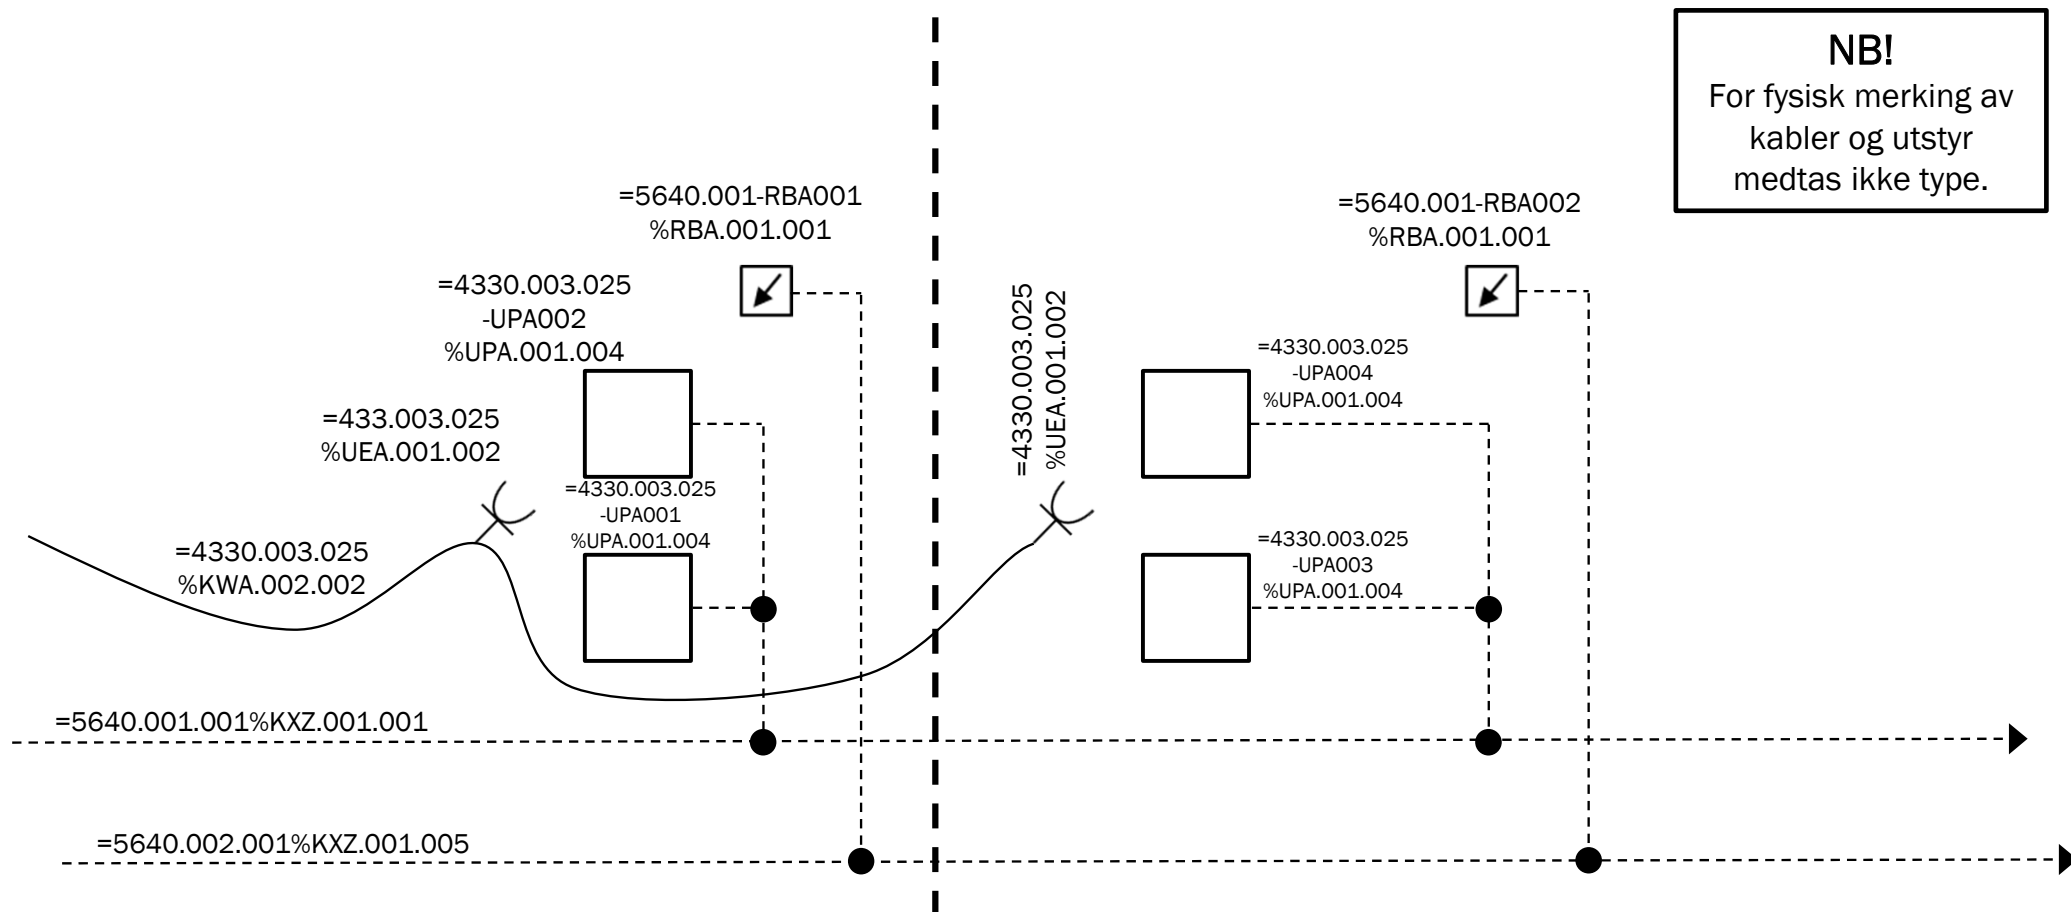 NB!
For fysisk merking av
kabler og utstyr
medtas ikke type.
=5640.001-RBA001
%RBA.001.001
=5640.001-RBA002
%RBA.001.001
=4330.003.025
-UPA002
%UPA.001.004
=4330.003.025
%UEA.001.002
=4330.003.025
-UPA004
%UPA.001.004
=433.003.025
%UEA.001.002
=4330.003.025
-UPA001
%UPA.001.004
=4330.003.025
-UPA003
%UPA.001.004
=4330.003.025
%KWA.002.002
=5640.001.001%KXZ.001.001
=5640.002.001%KXZ.001.005